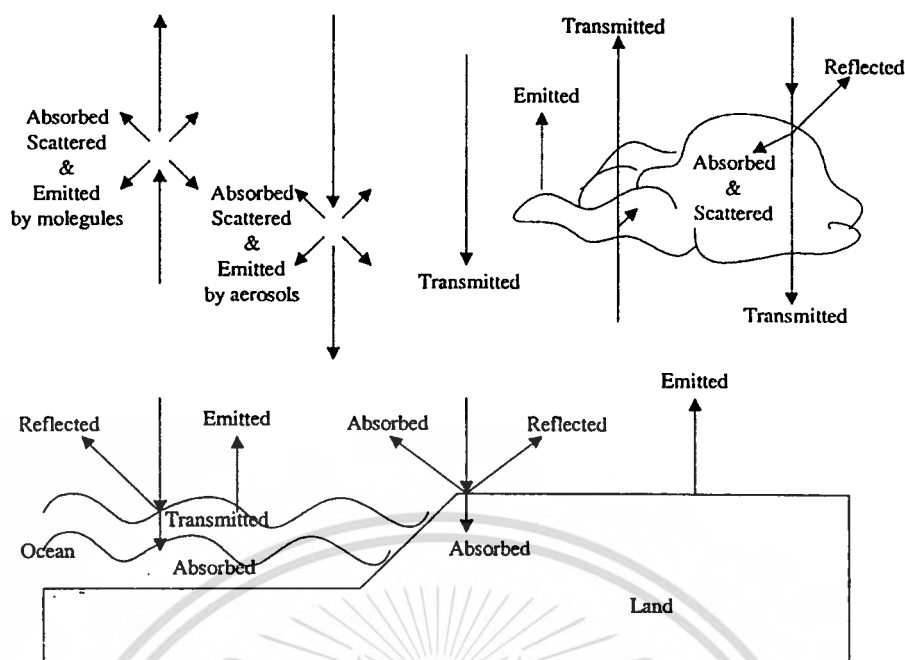 Transmitted
Reflected
Emitted
Absorbed
Scattered
&
Emitted
by molegules
Absorbed
Scattered
&
Emitted
by aerosols
Absorbed
&
Scattered
Transmitted
Transmitted
Emitted
Reflected
Emitted
Absorbed
Reflected
Transmitted
Ocean
Absorbed
Absorbed
Land